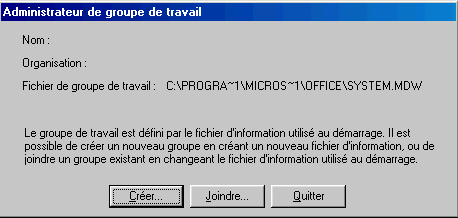 Administrateur de groupe de travail
Nom :
Organisation :
Fichier de groupe de travail : C:\PROGRA~1\MICROS~1\OFFICE\SYSTEM.MDW
Le groupe de travail est défini par le fichier d'information utilisé au démarrage. Il est
possible de créer un nouveau groupe en créant un nouveau fichier d'information, ou de
joindre un groupe existant en changeant le fichier d'information utilisé au démarrage.
Créer... Joindre... Quitter